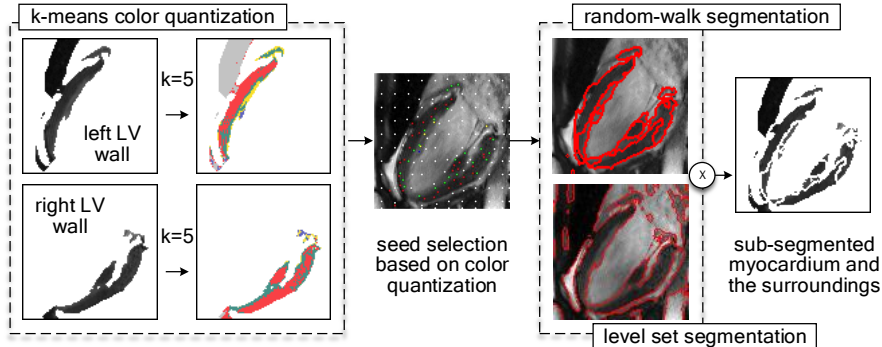 k-means color quantization
k=5
left LV
wall
right LV
wall
k=5
seed selection
based on color
quantization
random-walk segmentation
level set segmentation
x
sub-segmented
myocardium and
the surroundings